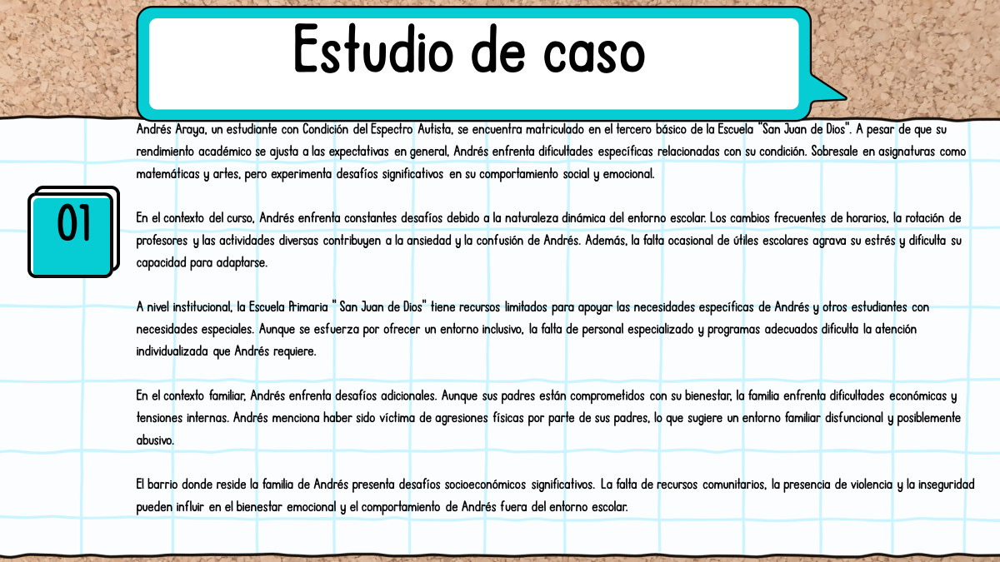 Estudio de caso
01
Andrés Araya, un estudiante con Condición del Espectro Autista, se encuentra matriculado en el tercero básico de la Escuela "San Juan de Dios". A pesar de que su
rendimiento académico se ajusta a las expectativas en general, Andrés enfrenta dificultades específicas relacionadas con su condición. Sobresale en asignaturas como
matemáticas y artes, pero experimenta desafíos significativos en su comportamiento social y emocional.
En el contexto del curso, Andrés enfrenta constantes desafíos debido a la naturaleza dinámica del entorno escolar. Los cambios frecuentes de horarios, la rotación de
profesores y las actividades diversas contribuyen a la ansiedad y la confusión de Andrés. Además, la falta ocasional de útiles escolares agrava su estrés y dificulta su
capacidad para adaptarse.
A nivel institucional, la Escuela Primaria " San Juan de Dios" tiene recursos limitados para apoyar las necesidades específicas de Andrés y otros estudiantes con
necesidades especiales. Aunque se esfuerza por ofrecer un entorno inclusivo, la falta de personal especializado y programas adecuados dificulta la atención
individualizada que Andrés requiere.
En el contexto familiar, Andrés enfrenta desafíos adicionales. Aunque sus padres están comprometidos con su bienestar, la familia enfrenta dificultades económicas y
tensiones internas. Andrés menciona haber sido víctima de agresiones físicas por parte de sus padres, lo que sugiere un entorno familiar disfuncional y posiblemente
abusivo.
El barrio donde reside la familia de Andrés presenta desafíos socioeconómicos significativos. La falta de recursos comunitarios, la presencia de violencia y la inseguridad
pueden influir en el bienestar emocional y el comportamiento de Andrés fuera del entorno escolar.